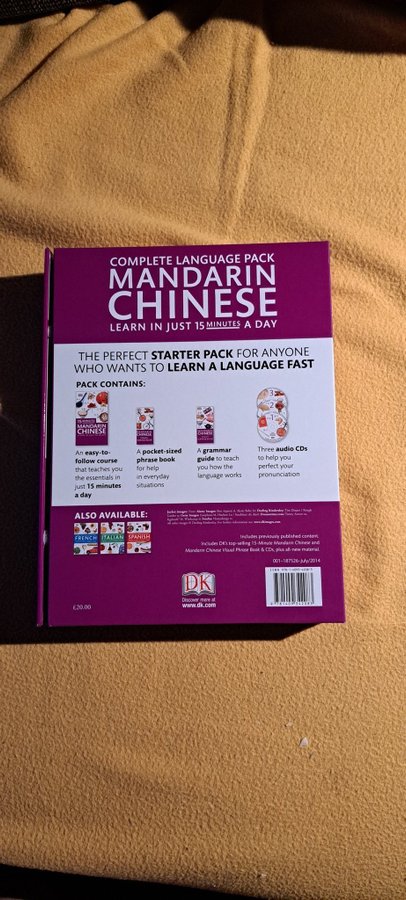 COMPLETE LANGUAGE PACK
MANDARIN
CHINESE
LEARN IN JUST 15 MINUTES A DAY
THE PERFECT STARTER PACK FOR ANYONE
WHO WANTS TO LEARN A LANGUAGE FAST
PACK CONTAINS:
MANDARIN
CHINESE
An easy-to-
follow course
that teaches you
the essentials in
just 15 minutes
a day
A pocket-sized
phrase book
for help
in everyday
situations
A grammar
guide to teach
you how the
language works
Three audio CDs
to help you
perfect your
pronunciation
ALSO AVAILABLE:
FRENCH
ITALIAN
SPANISH
Includes previously published content.
Includes DK's top-selling 15-Minute Mandarin Chinese and
Mandarin Chinese Visual Phrase Book & CDs, plus all-new material.
001-187526-July/2014
£20.00
DK
Discover more at
www.dk.com